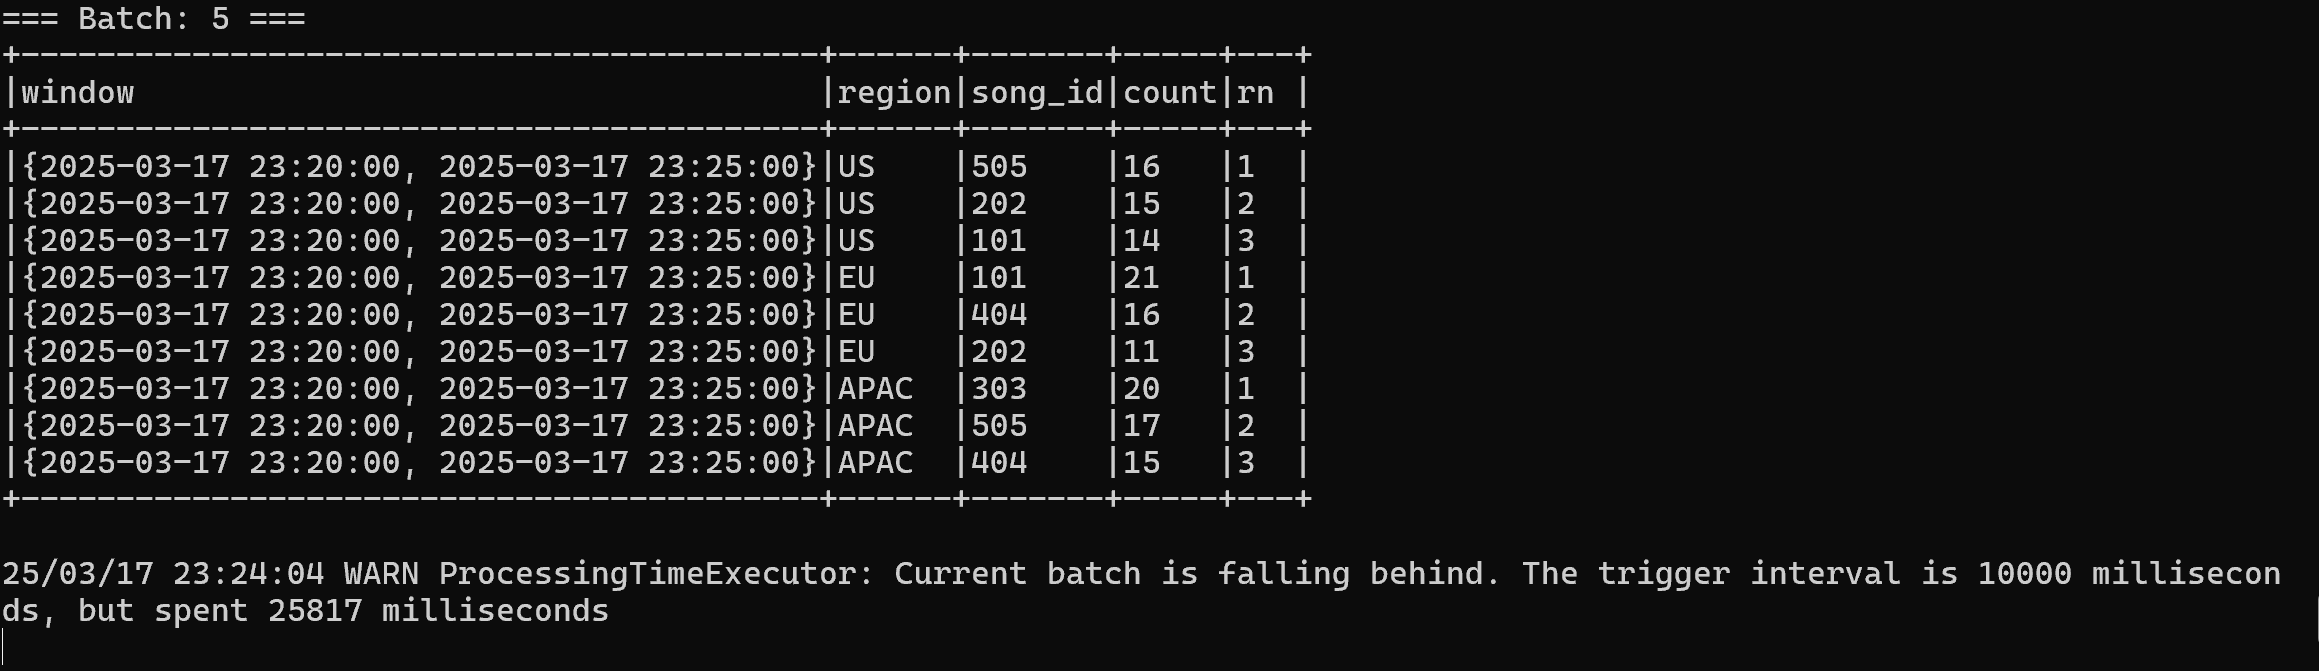 === Batch: 5 ===
+------------------------------------------+------+-------+-----+---+
|window                                    |region|song_id|count|rn |
+------------------------------------------+------+-------+-----+---+
|{2025-03-17 23:20:00, 2025-03-17 23:25:00}|US    |505    |16   |1  |
|{2025-03-17 23:20:00, 2025-03-17 23:25:00}|US    |202    |15   |2  |
|{2025-03-17 23:20:00, 2025-03-17 23:25:00}|US    |101    |14   |3  |
|{2025-03-17 23:20:00, 2025-03-17 23:25:00}|EU    |101    |21   |1  |
|{2025-03-17 23:20:00, 2025-03-17 23:25:00}|EU    |404    |16   |2  |
|{2025-03-17 23:20:00, 2025-03-17 23:25:00}|EU    |202    |11   |3  |
|{2025-03-17 23:20:00, 2025-03-17 23:25:00}|APAC  |303    |20   |1  |
|{2025-03-17 23:20:00, 2025-03-17 23:25:00}|APAC  |505    |17   |2  |
|{2025-03-17 23:20:00, 2025-03-17 23:25:00}|APAC  |404    |15   |3  |
+------------------------------------------+------+-------+-----+---+
25/03/17 23:24:04 WARN ProcessingTimeExecutor: Current batch is falling behind. The trigger interval is 10000 millisecon
ds, but spent 25817 milliseconds